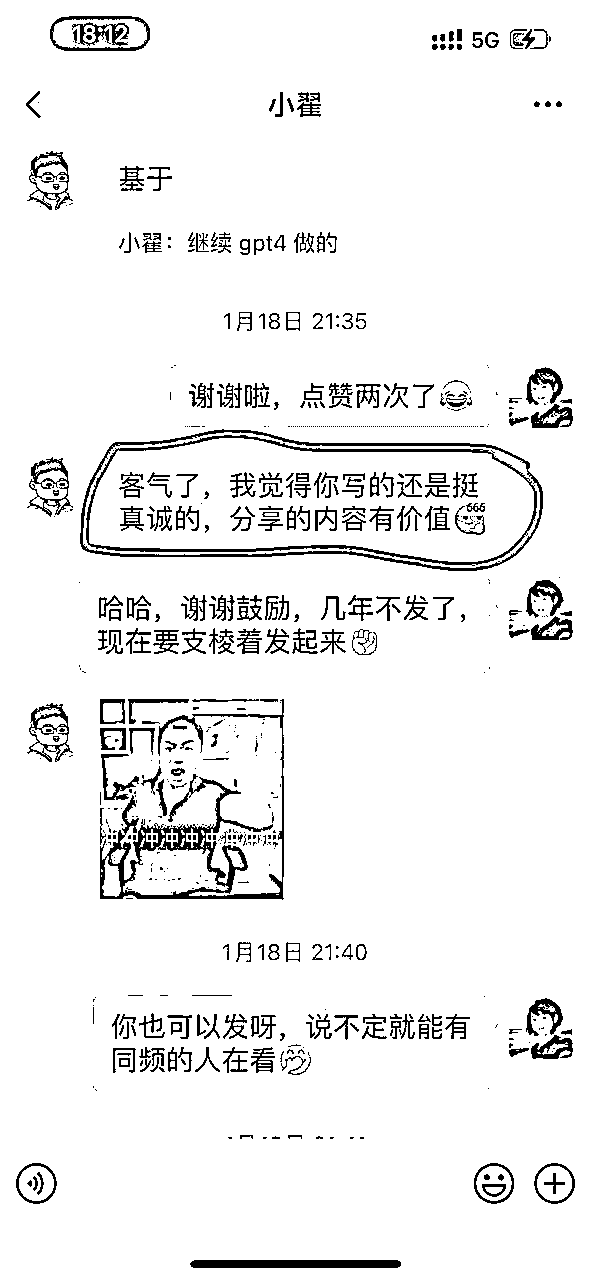 18:12
5G
小翟
基于
小翟：继续 gpt4 做的
1月18日 21:35
谢谢啦，点赞两次了
客气了，我觉得你写的还是挺
真诚的，分享的内容有价值
666
哈哈，谢谢鼓励，几年不发了，
现在要支棱着发起来
冲冲冲冲冲冲冲冲冲
1月18日 21:40
你也可以发呀，说不定就能有
同频的人在看